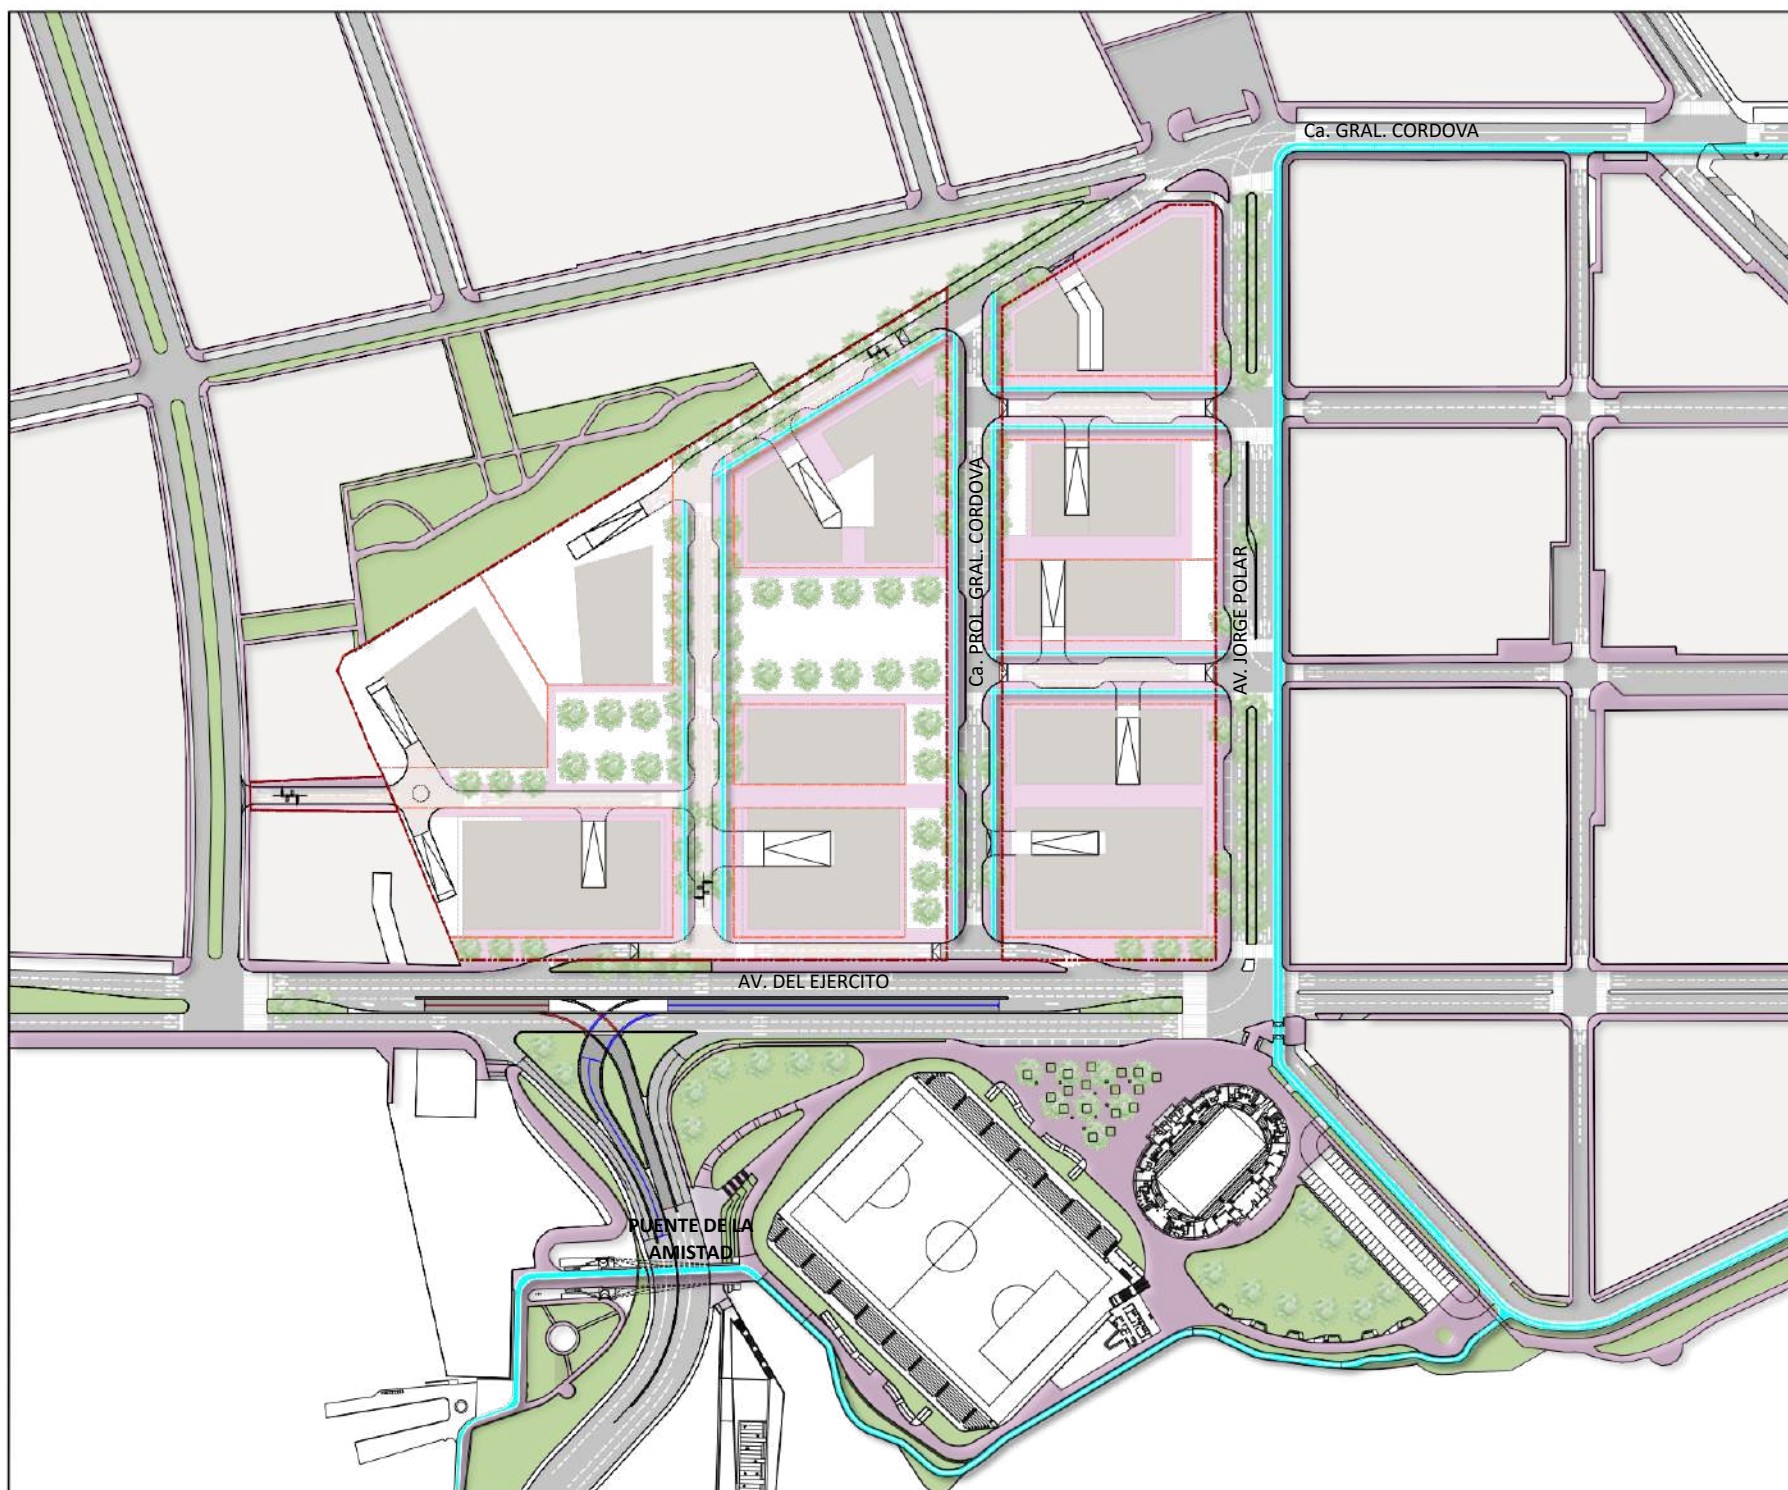 Ca. GRAL. CORDOVA
Ca. PROL. GRAL. CORDOVA
AV. JORGE POLAR
AV. DEL EJERCITO
PUENTE DE LA
AMISTAD